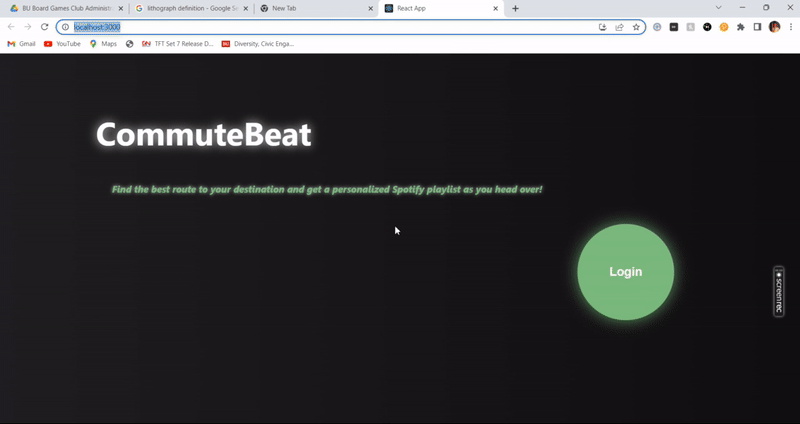 BU Board Games Club Administr
lithograph definition - Google Se
New Tab
React App
localhost:3000
Gmail
YouTube
Maps
TFT Set 7 Release D...
BU
Diversity, Civic Enga...
CommuteBeat
Find the best route to your destination and get a personalized Spotify playlist as you head over!
Login
screenrec